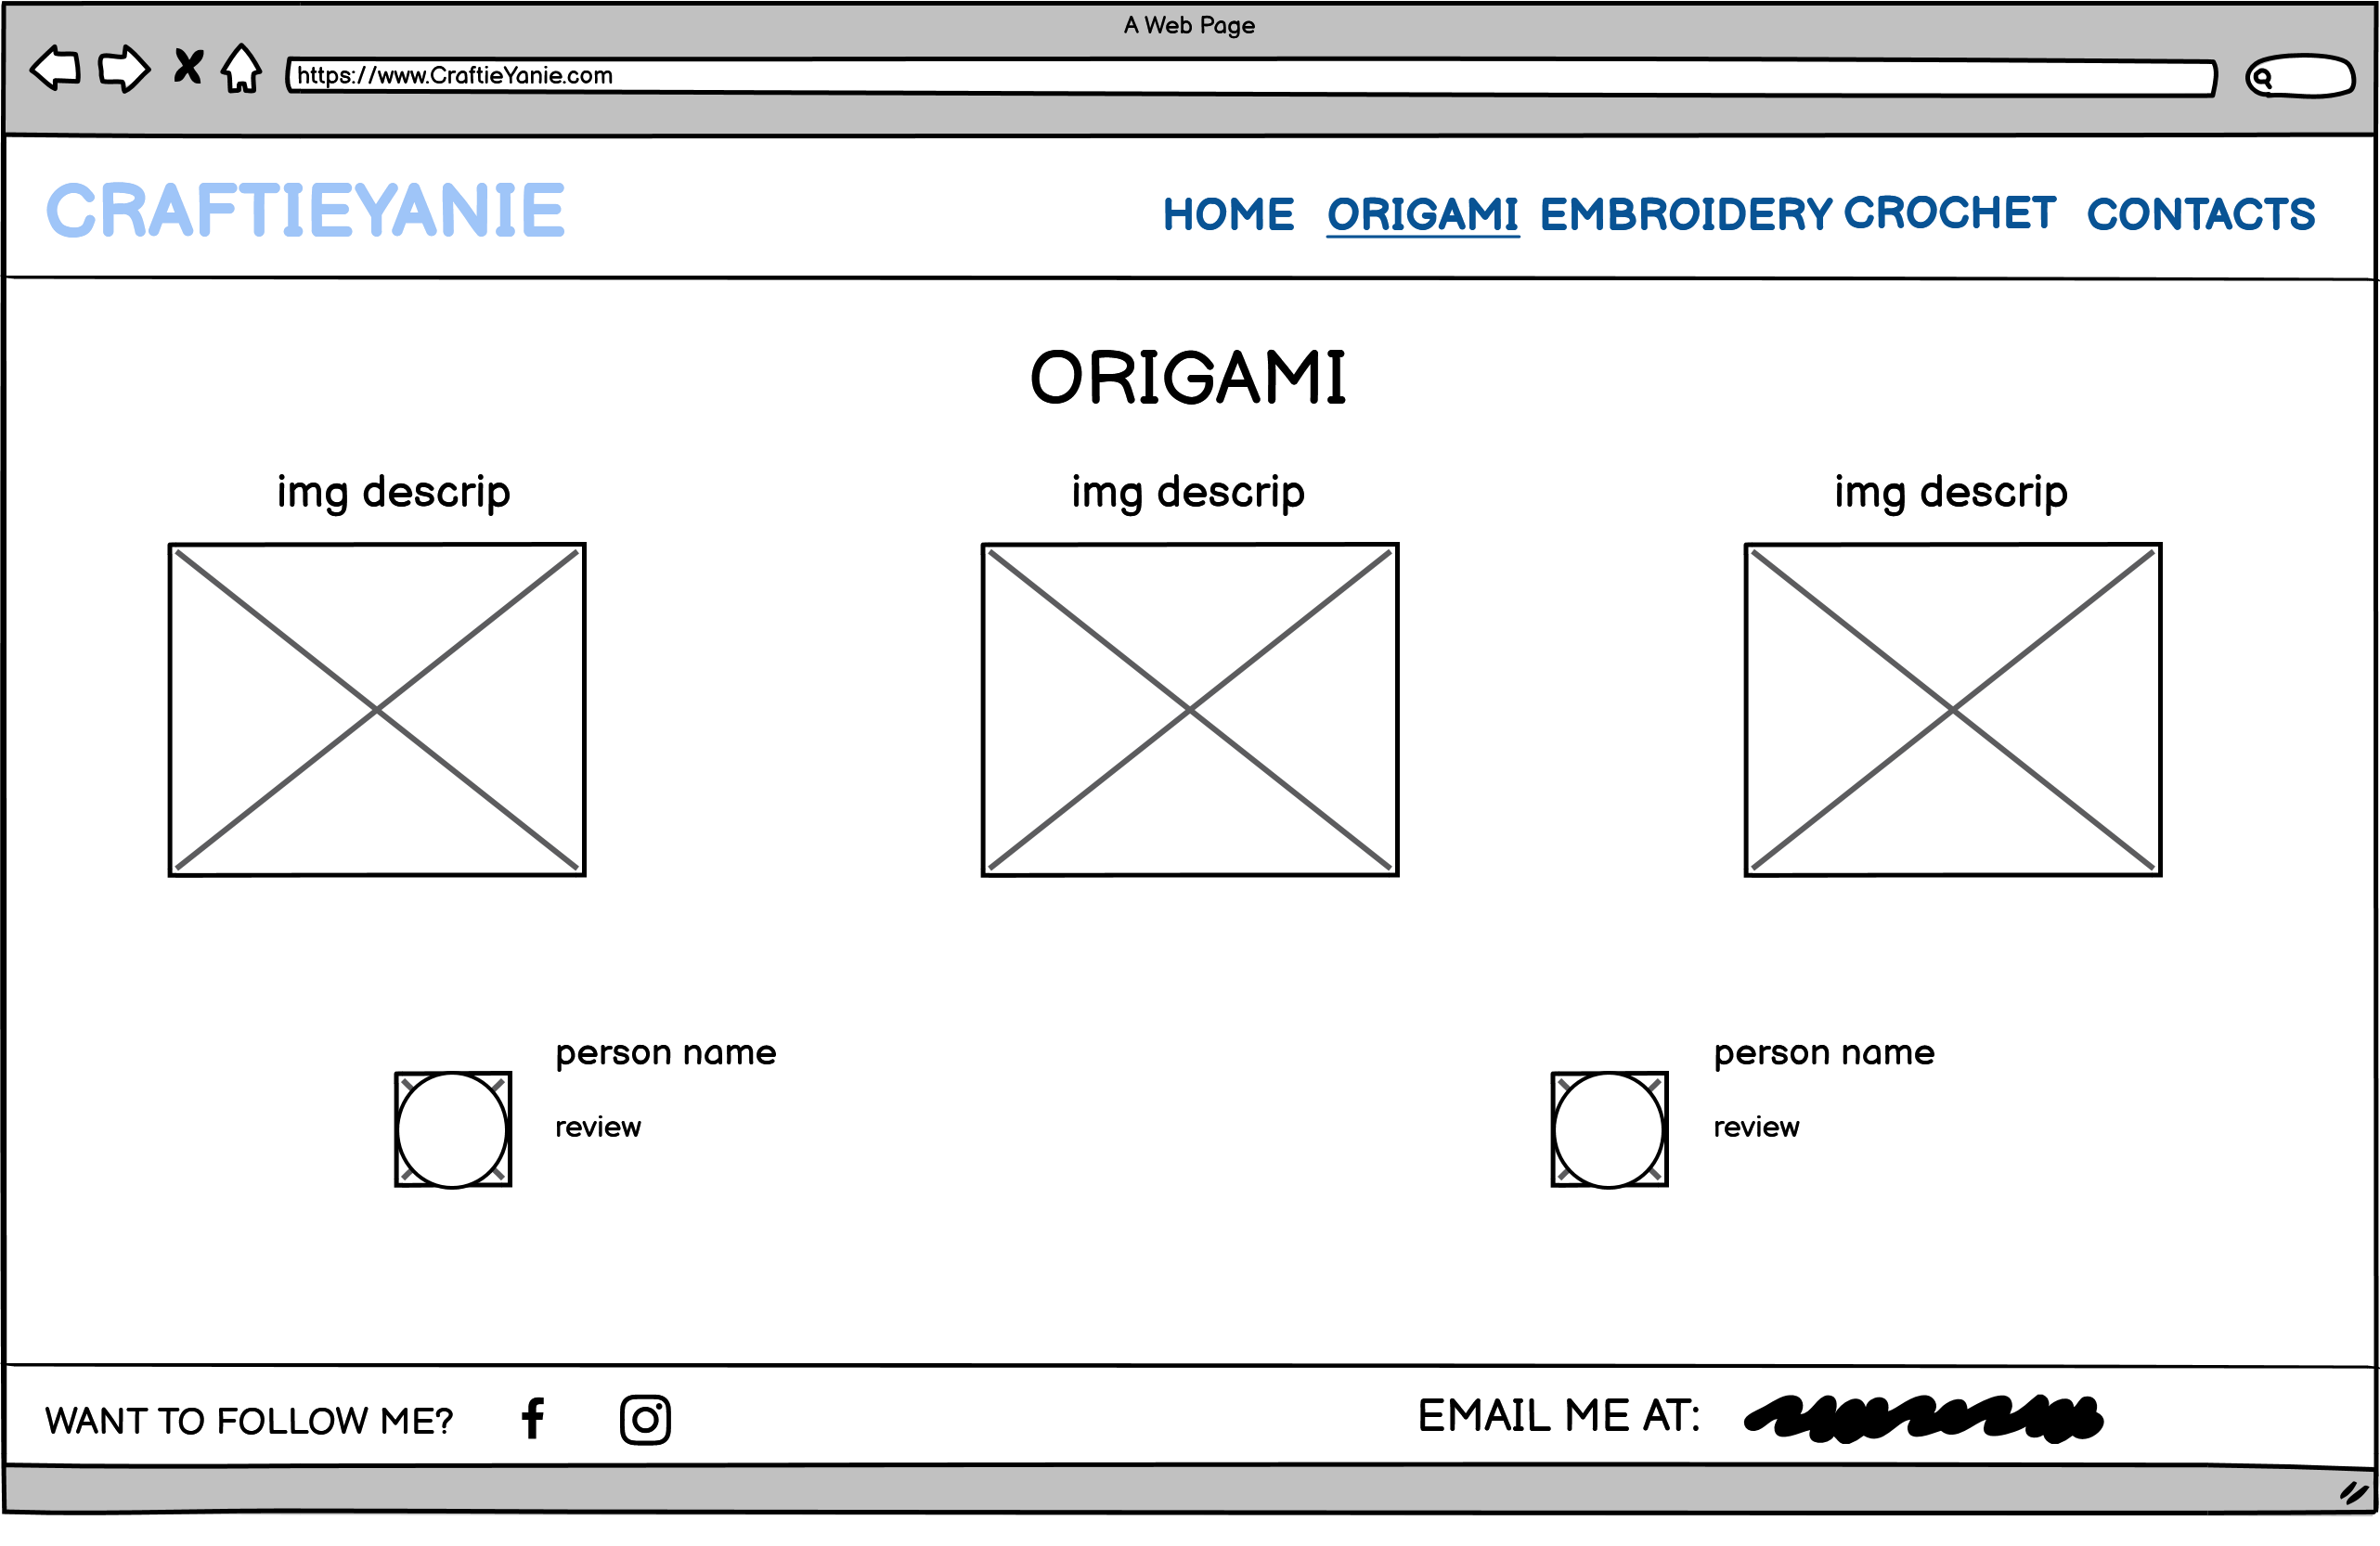 A Web Page
https://www.CraftieYanie.com
CRAFTIEYANIE
HOME ORIGAMI EMBROIDERY CROCHET CONTACTS
ORIGAMI
img descrip img descrip img descrip
person name person name
review review
WANT TO FOLLOW ME? EMAIL ME AT: